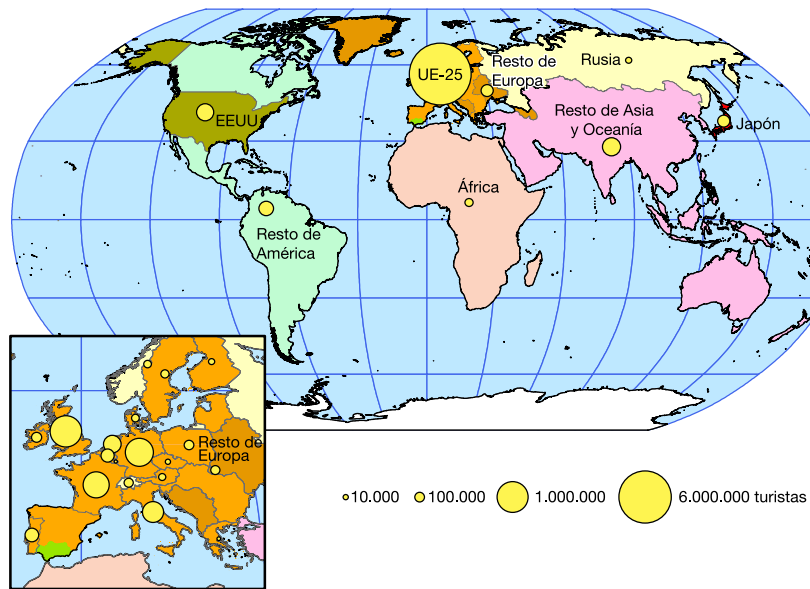 UE-25
Resto de
Europa
Rusia
EEUU
Resto de Asia
y Oceanía
Japón
África
Resto de
América
Resto de
Europa
10.000
100.000
1.000.000
6.000.000 turistas